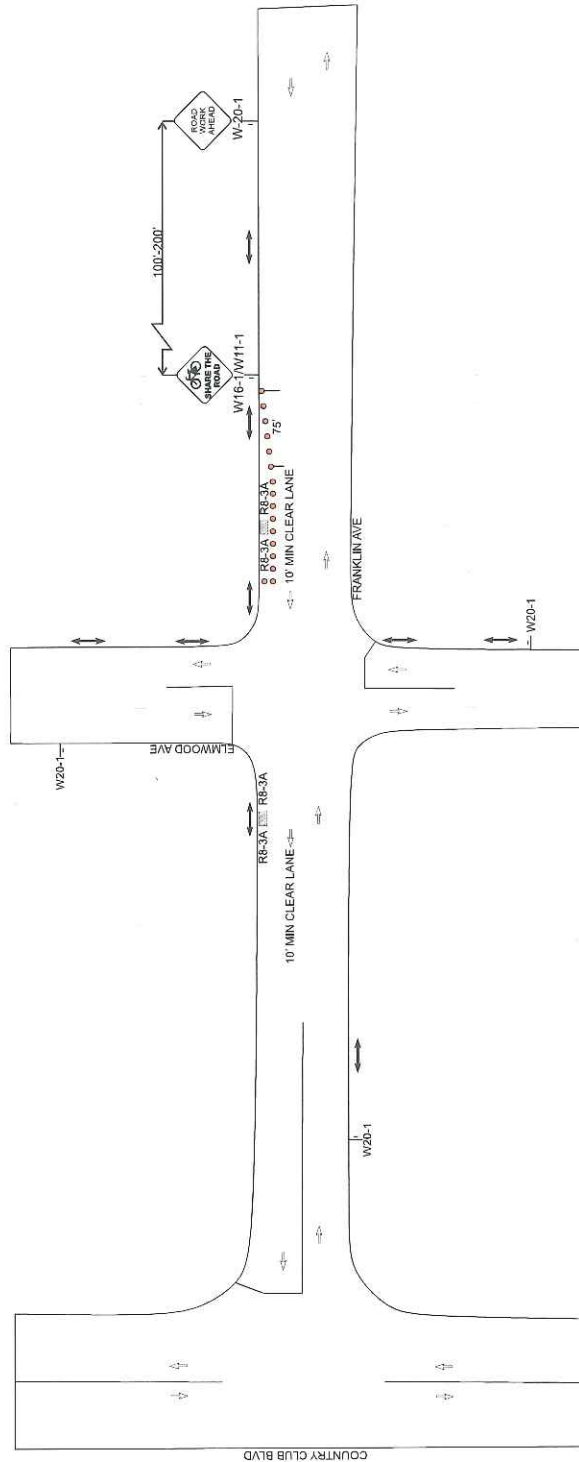 ROAD
WORK
AHEAD
W-20-1
100'-200'
SHARE THE
ROAD
W16-1/W11-1
75'
R8-3A R8-3A
10' MIN CLEAR LANE
FRANKLIN AVE
W20-1
W20-1
ELMWOOD AVE
R8-3A R8-3A
10' MIN CLEAR LANE
W20-1
COUNTRY CLUB BLVD